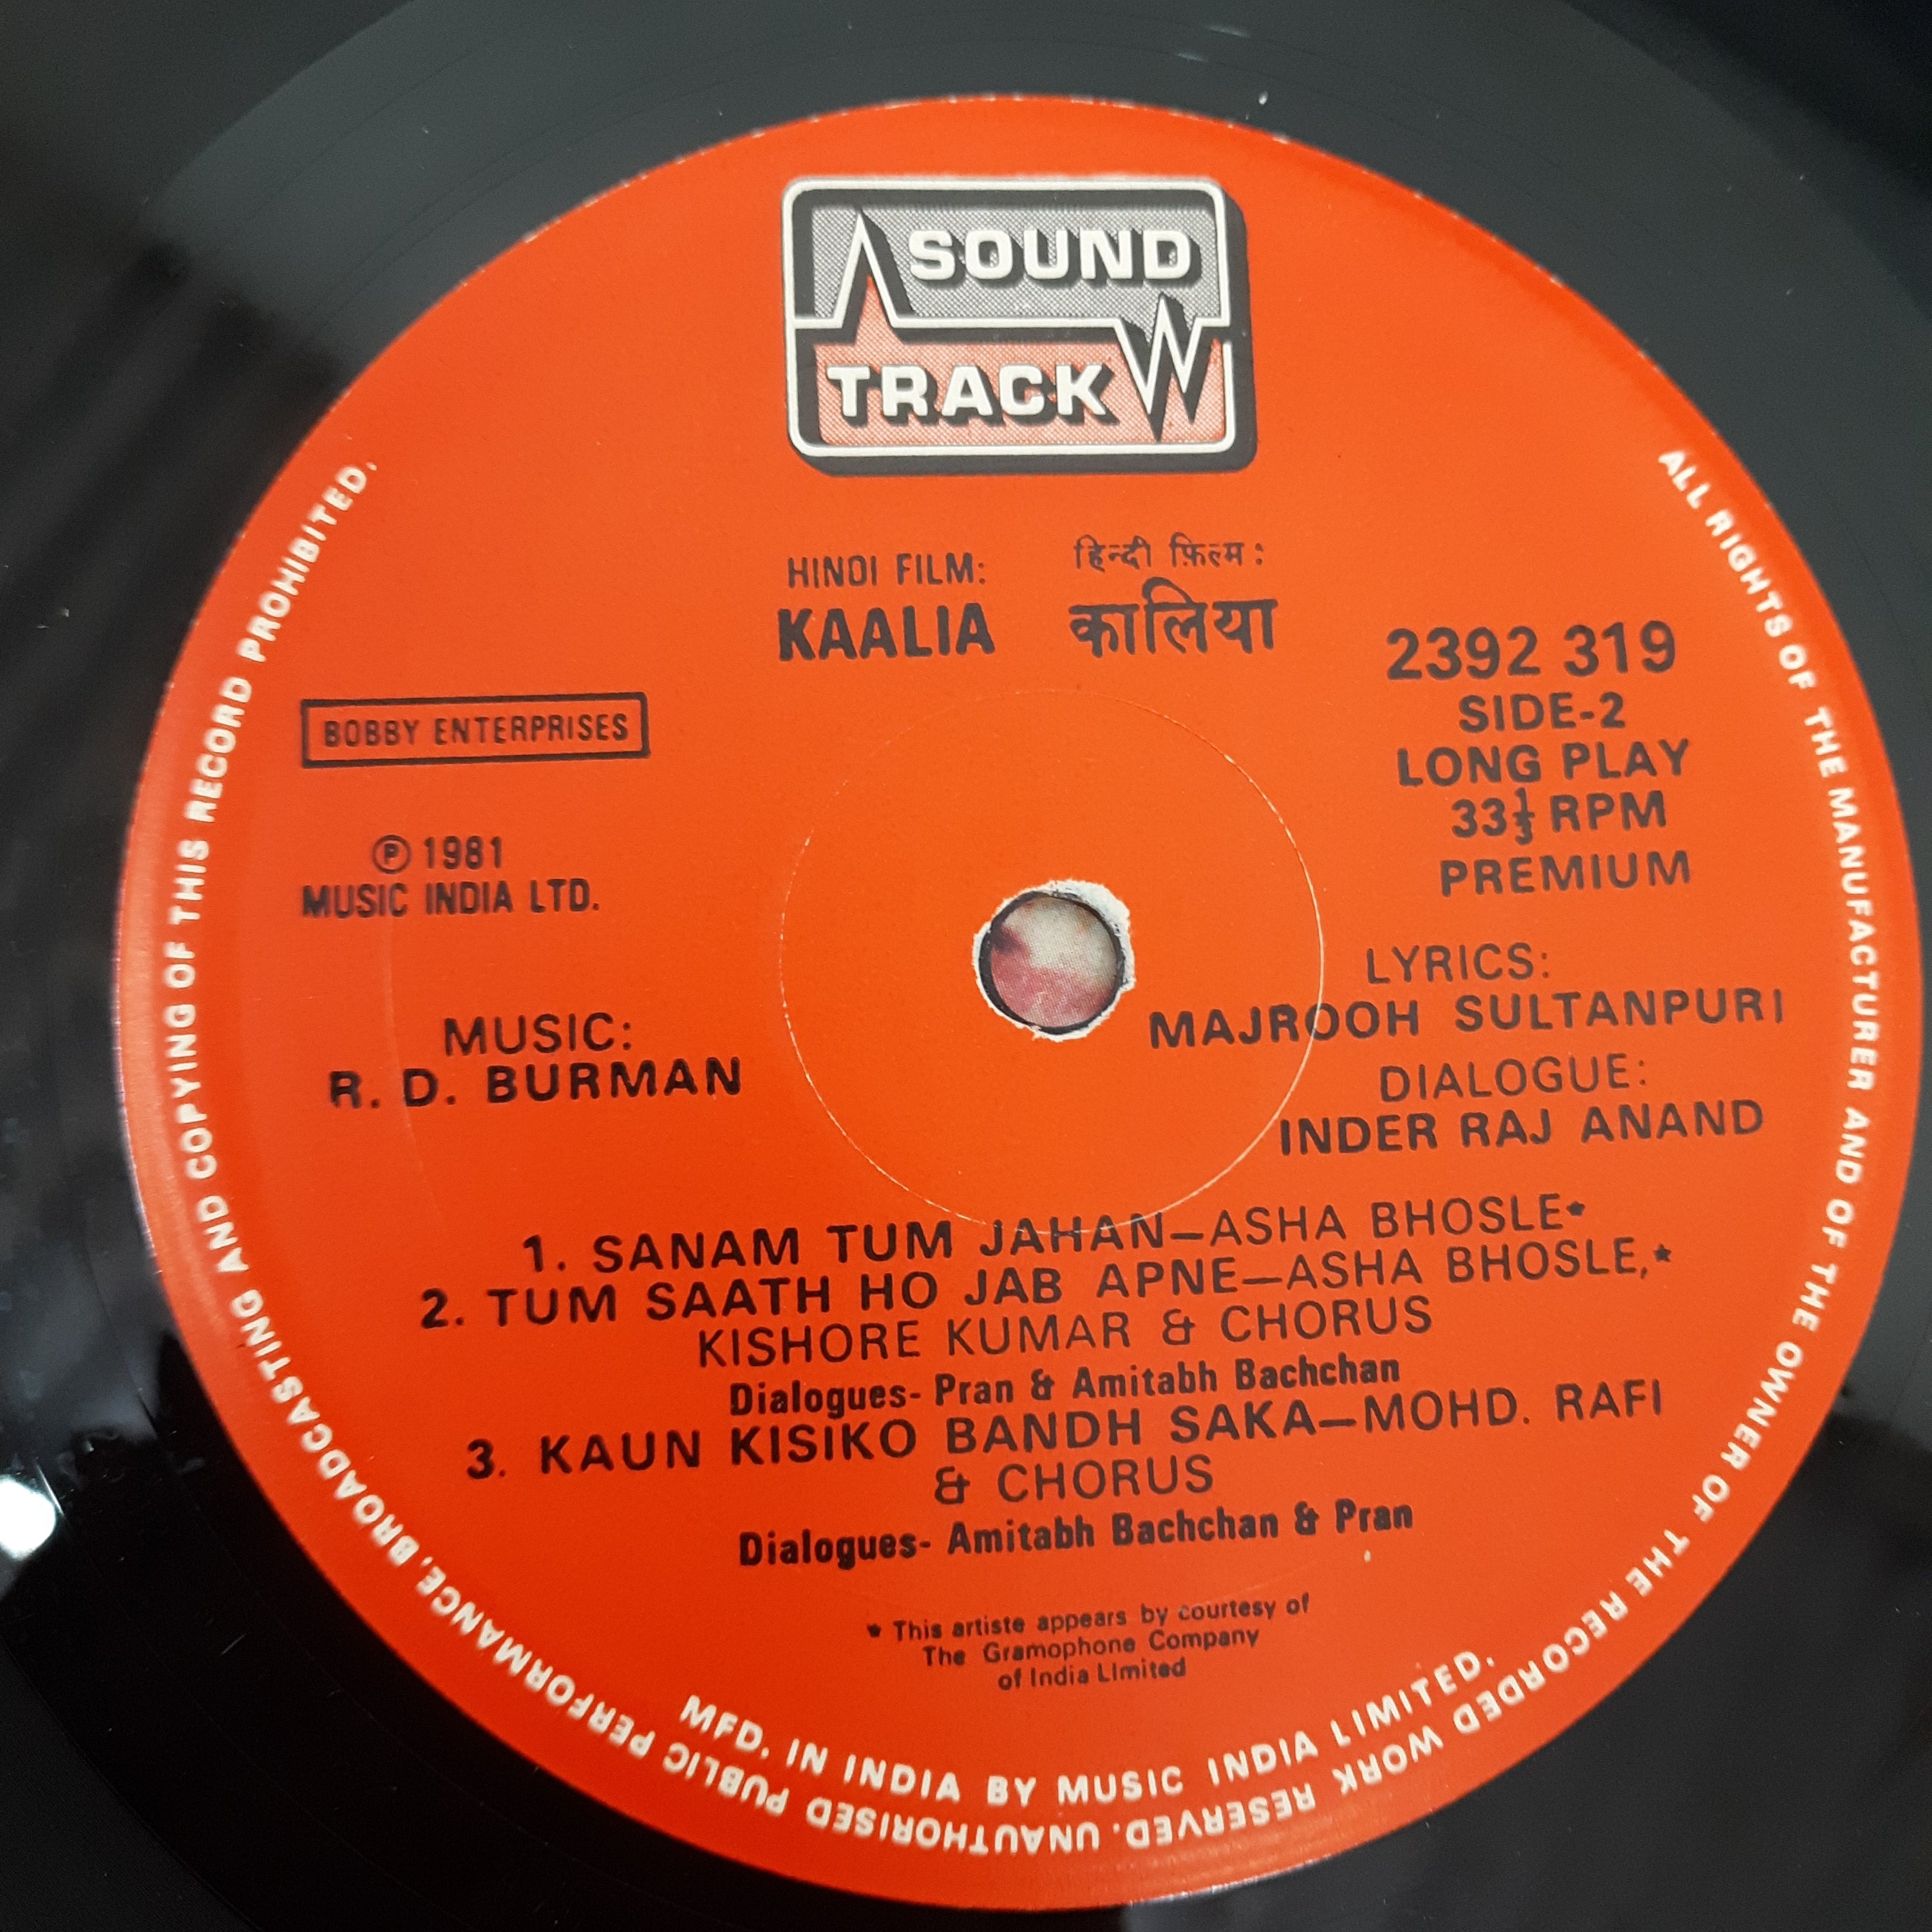 SOUND
TRACK
HINDI FILM:
KAALIA
हिन्दी फ़िल्म :
कालिया
2392 319
SIDE-2
LONG PLAY
33⅓ RPM
PREMIUM
BOBBY ENTERPRISES
Ⓟ 1981
MUSIC INDIA LTD.
MUSIC:
R. D. BURMAN
LYRICS:
MAJROOH SULTANPURI
DIALOGUE:
INDER RAJ ANAND
1. SANAM TUM JAHAN—ASHA BHOSLE*
2. TUM SAATH HO JAB APNE—ASHA BHOSLE,*
KISHORE KUMAR & CHORUS
Dialogues- Pran & Amitabh Bachchan
3. KAUN KISIKO BANDH SAKA—MOHD. RAFI
& CHORUS
Dialogues- Amitabh Bachchan & Pran
* This artiste appears by courtesy of
The Gramophone Company
of India LImited
MFD. IN INDIA BY MUSIC INDIA LIMITED.
ALL RIGHTS OF THE MANUFACTURER AND OF THE OWNER OF THE RECORDED WORK RESERVED. UNAUTHORISED PUBLIC PERFORMANCE, BROADCASTING AND COPYING OF THIS RECORD PROHIBITED.